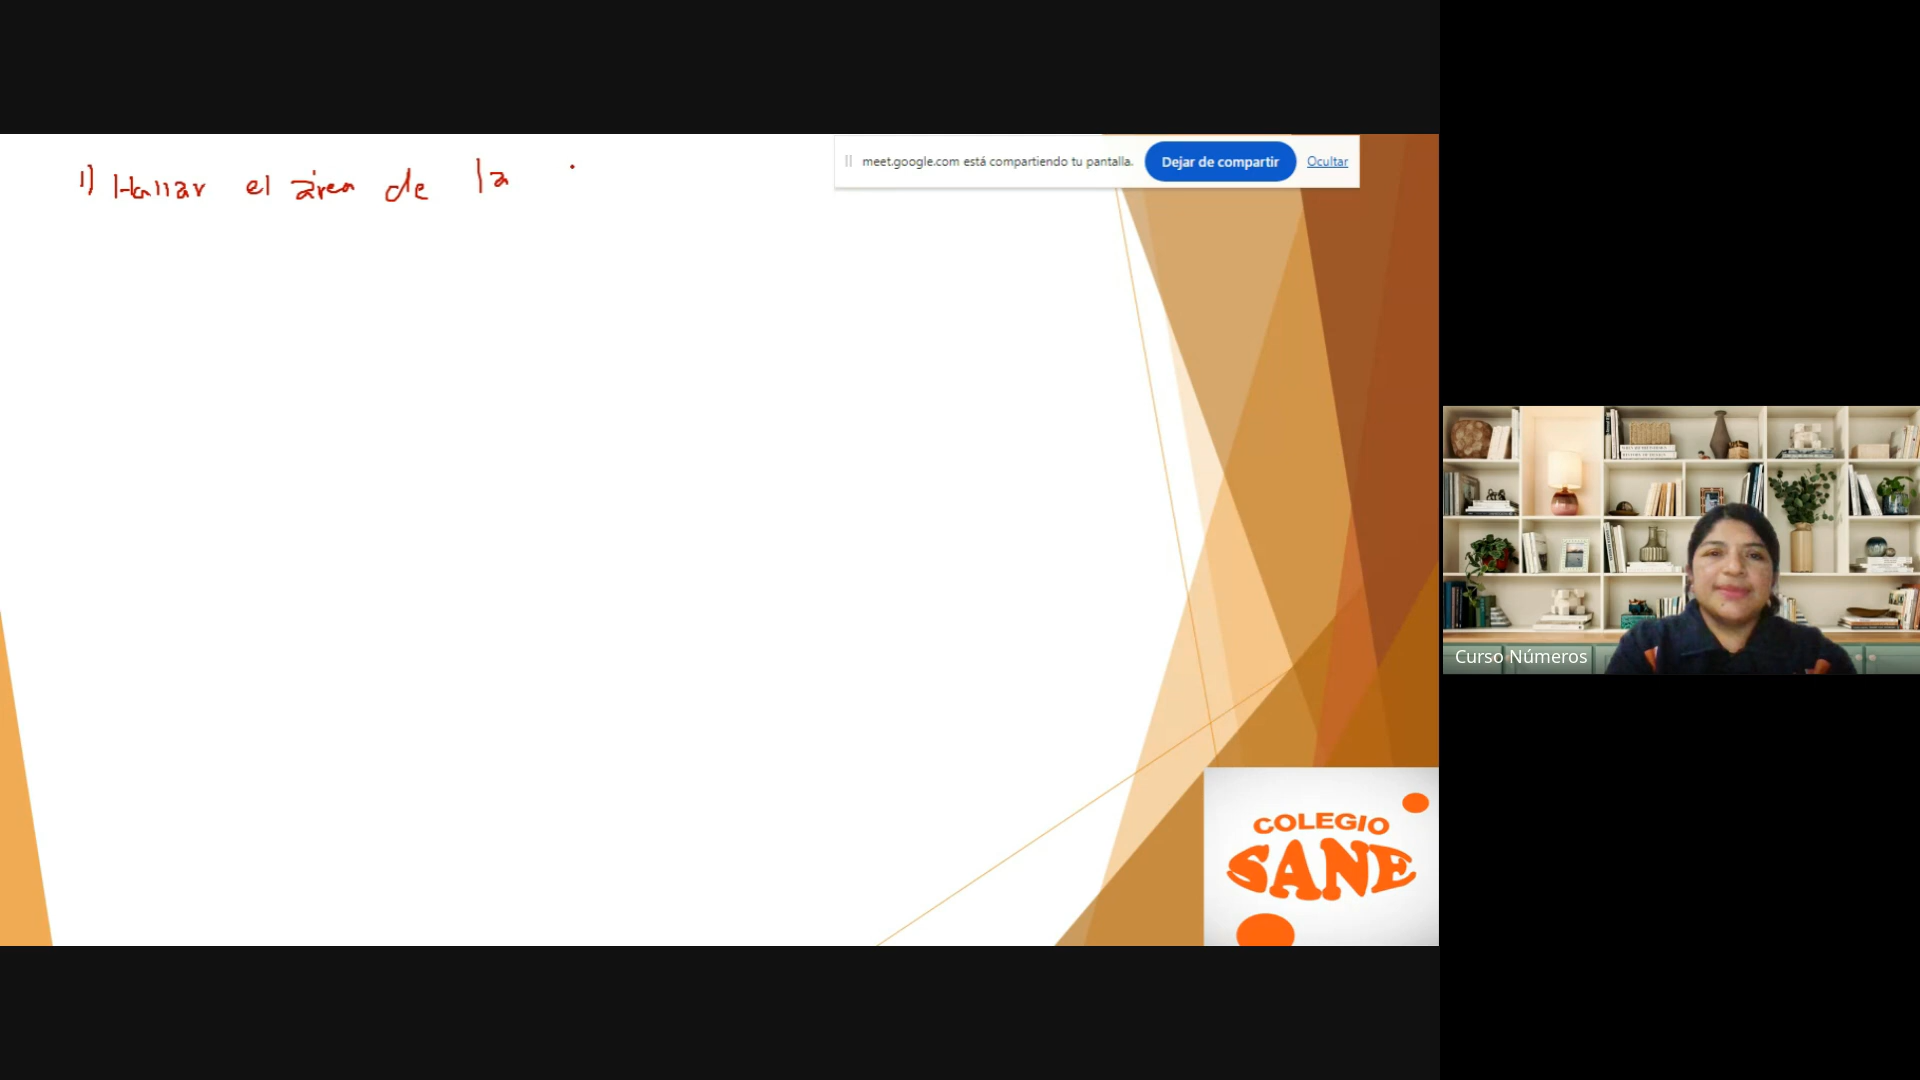 1) Hallar el área de la
meet.google.com está compartiendo tu pantalla. Dejar de compartir Ocultar
Curso Números
COLEGIO
SANE